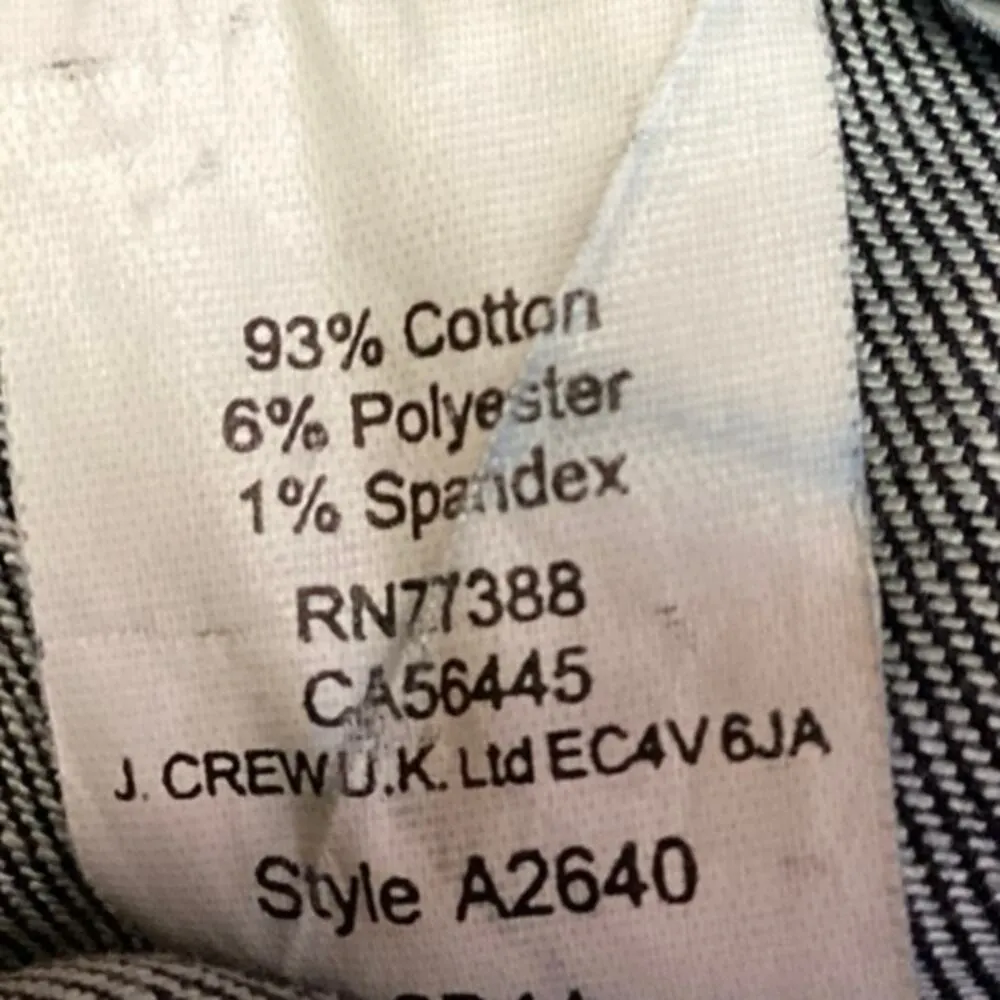 93% Cotton
6% Polyester
1% Spandex
RN77388
CA56445
J. CREW U.K. Ltd EC4V 6JA
Style A2640